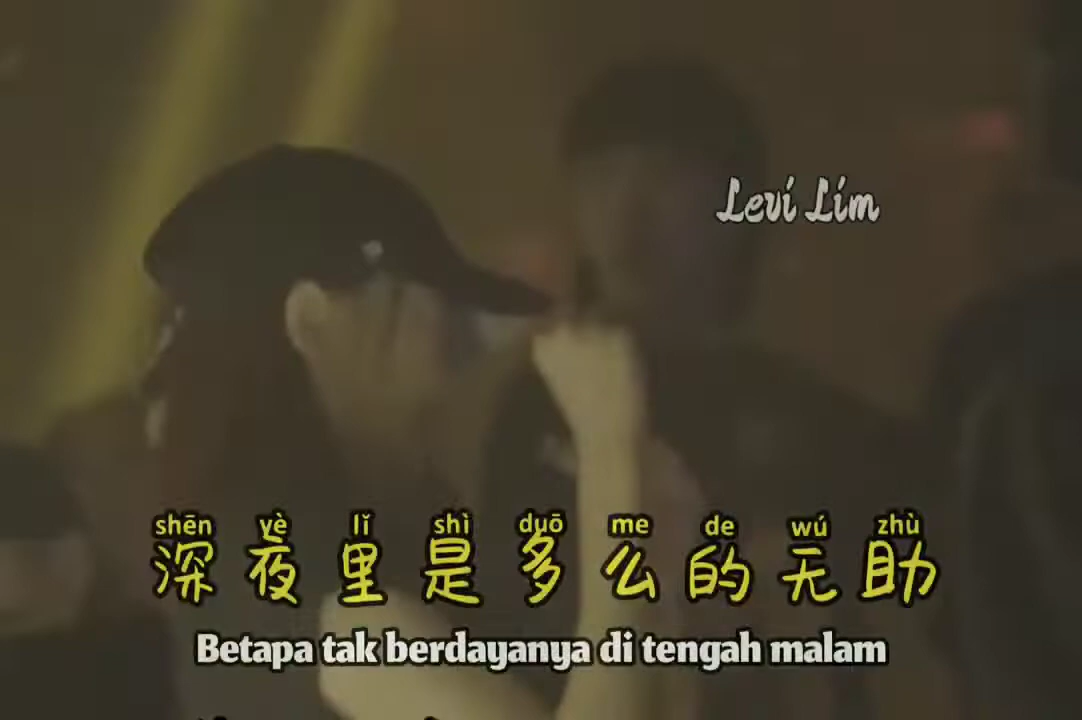 Levi Lim
shēn yè lǐ shì duō me de wú zhù
深夜里是多么的无助
Betapa tak berdayanya di tengah malam